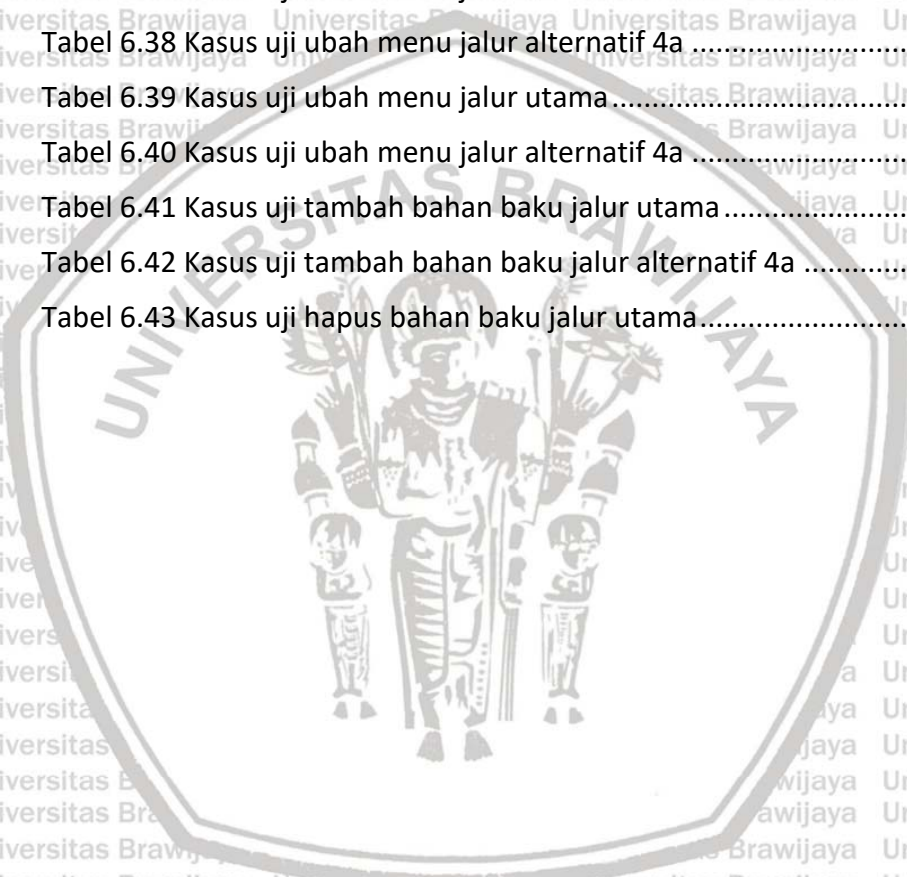 Tabel 6.38 Kasus uji ubah menu jalur alternatif 4a ............................
Tabel 6.39 Kasus uji ubah menu jalur utama.......................................
Tabel 6.40 Kasus uji ubah menu jalur alternatif 4a ............................
Tabel 6.41 Kasus uji tambah bahan baku jalur utama........................
Tabel 6.42 Kasus uji tambah bahan baku jalur alternatif 4a .............
Tabel 6.43 Kasus uji hapus bahan baku jalur utama...........................
UNIVERSITAS BRAWIJAYA